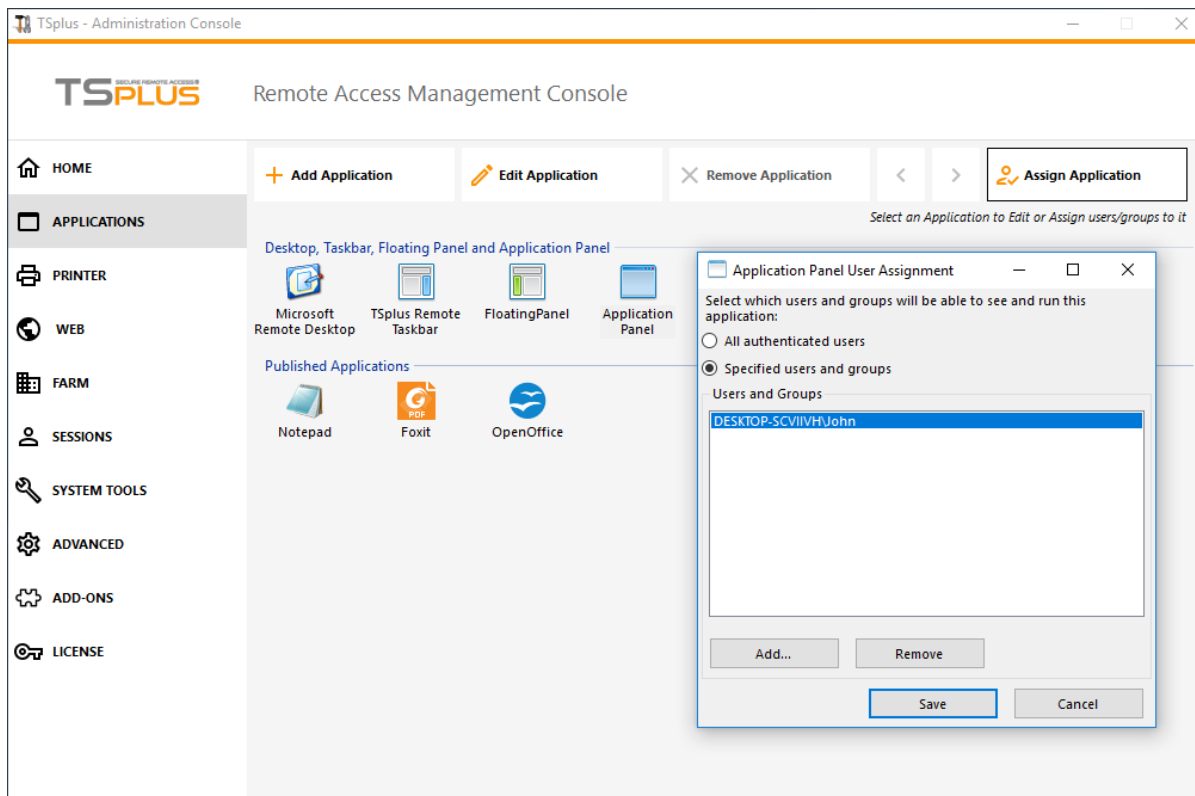 TSplus - Administration Console
TSPLUS
SECURE REMOTE ACCESS®
Remote Access Management Console
HOME
APPLICATIONS
PRINTER
WEB
FARM
SESSIONS
SYSTEM TOOLS
ADVANCED
ADD-ONS
LICENSE
Add Application
Edit Application
Remove Application
Assign Application
Select an Application to Edit or Assign users/groups to it
Desktop, Taskbar, Floating Panel and Application Panel
Microsoft
Remote Desktop
TSplus Remote
Taskbar
FloatingPanel
Application
Panel
Published Applications
Notepad
PDF
Foxit
OpenOffice
Application Panel User Assignment
Select which users and groups will be able to see and run this
application:
All authenticated users
Specified users and groups
Users and Groups
DESKTOP-SCVIIVH\John
Add...
Remove
Save
Cancel